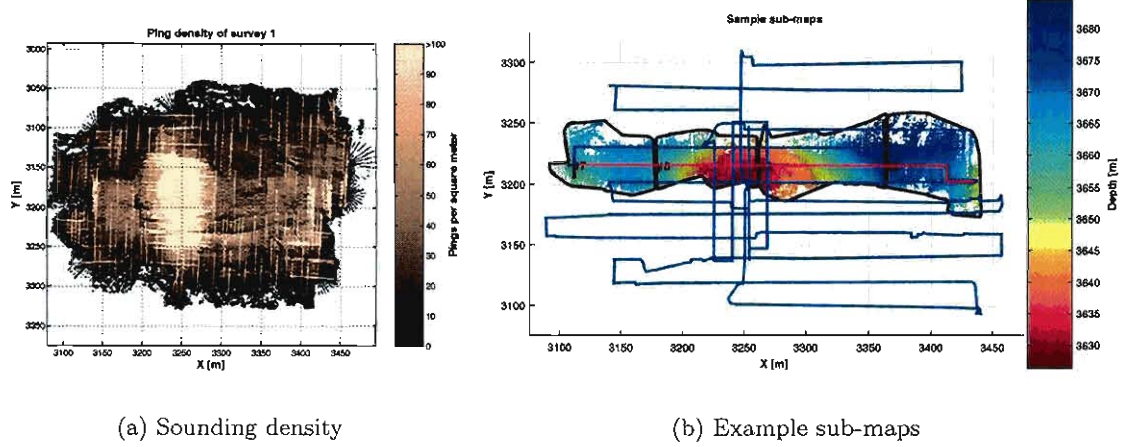 Ping density of survey 1
3000
3050
3100
3150
3200
3250
3300
3350
Y [m]
3100 3150 3200 3250 3300 3350 3400 3450
X [m]
>100
90
80
70
60
50
40
30
20
10
0
Pings per square meter
Sample sub-maps
3300
3250
3200
3150
3100
Y [m]
3100 3150 3200 3250 3300 3350 3400 3450
X [m]
3680
3675
3670
3665
3660
3655
3650
3645
3640
3635
3630
Depth [m]
(a) Sounding density
(b) Example sub-maps